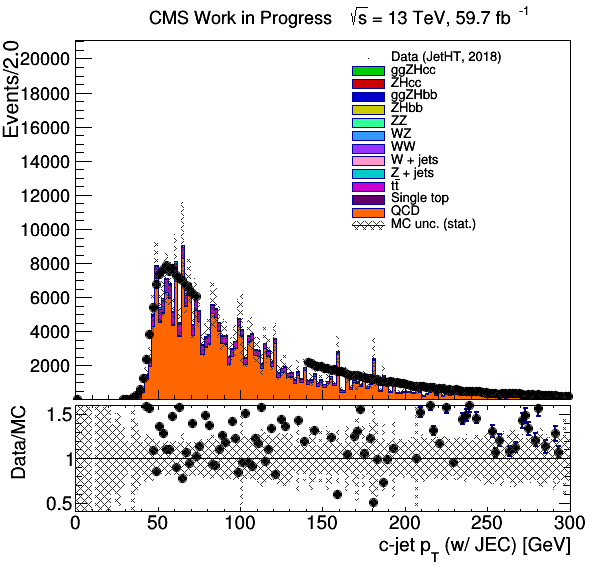 CMS Work in Progress √s = 13 TeV, 59.7 fb⁻¹
Events/2.0
20000
18000
16000
14000
12000
10000
8000
6000
4000
2000
Data (JetHT, 2018)
ggZHcc
ZHcc
ggZHbb
ZHbb
ZZ
WZ
WW
W + jets
Z + jets
tt̄
Single top
QCD
MC unc. (stat.)
Data/MC
1.5
1
0.5
0 50 100 150 200 250 300
c-jet p_T (w/ JEC) [GeV]